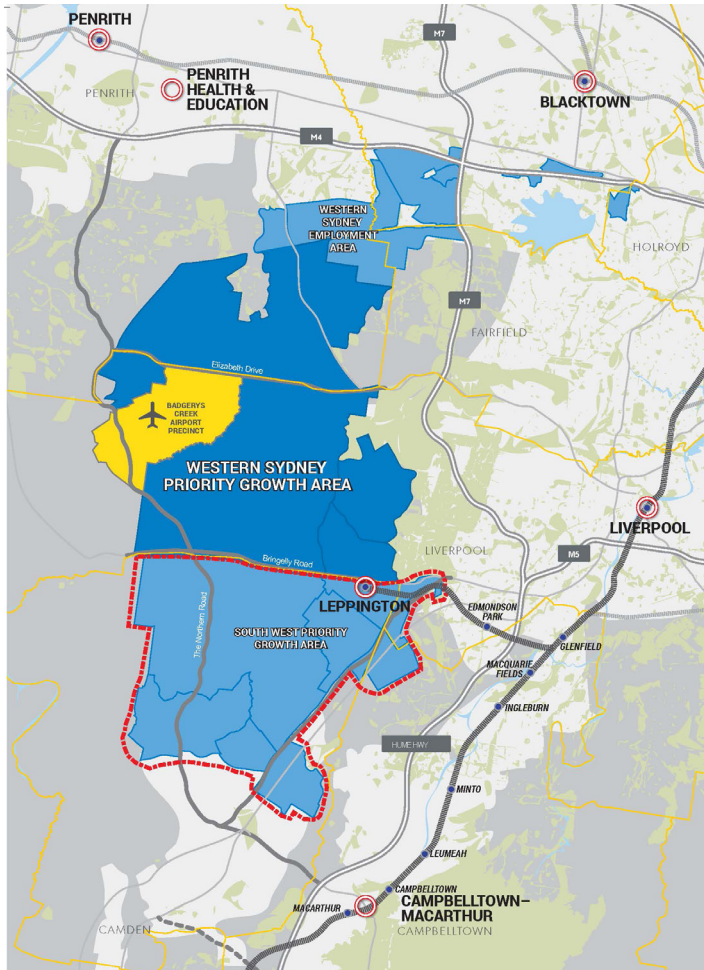 PENRITH
PENRITH
HEALTH &
EDUCATION
PENRITH
M7
BLACKTOWN
M4
WESTERN
SYDNEY
EMPLOYMENT
AREA
HOLROYD
M7
FAIRFIELD
Elizabeth Drive
BADGERYS
CREEK
AIRPORT
PRECINCT
WESTERN SYDNEY
PRIORITY GROWTH AREA
LIVERPOOL
LIVERPOOL
M5
Bringelly Road
LEPPINGTON
EDMONDSON
PARK
The Northern Road
SOUTH WEST PRIORITY
GROWTH AREA
GLENFIELD
MACQUARIE
FIELDS
INGLEBURN
HUME HWY
MINTO
LEUMEAH
CAMPBELLTOWN
CAMPBELLTOWN–
MACARTHUR
MACARTHUR
CAMDEN
CAMPBELLTOWN